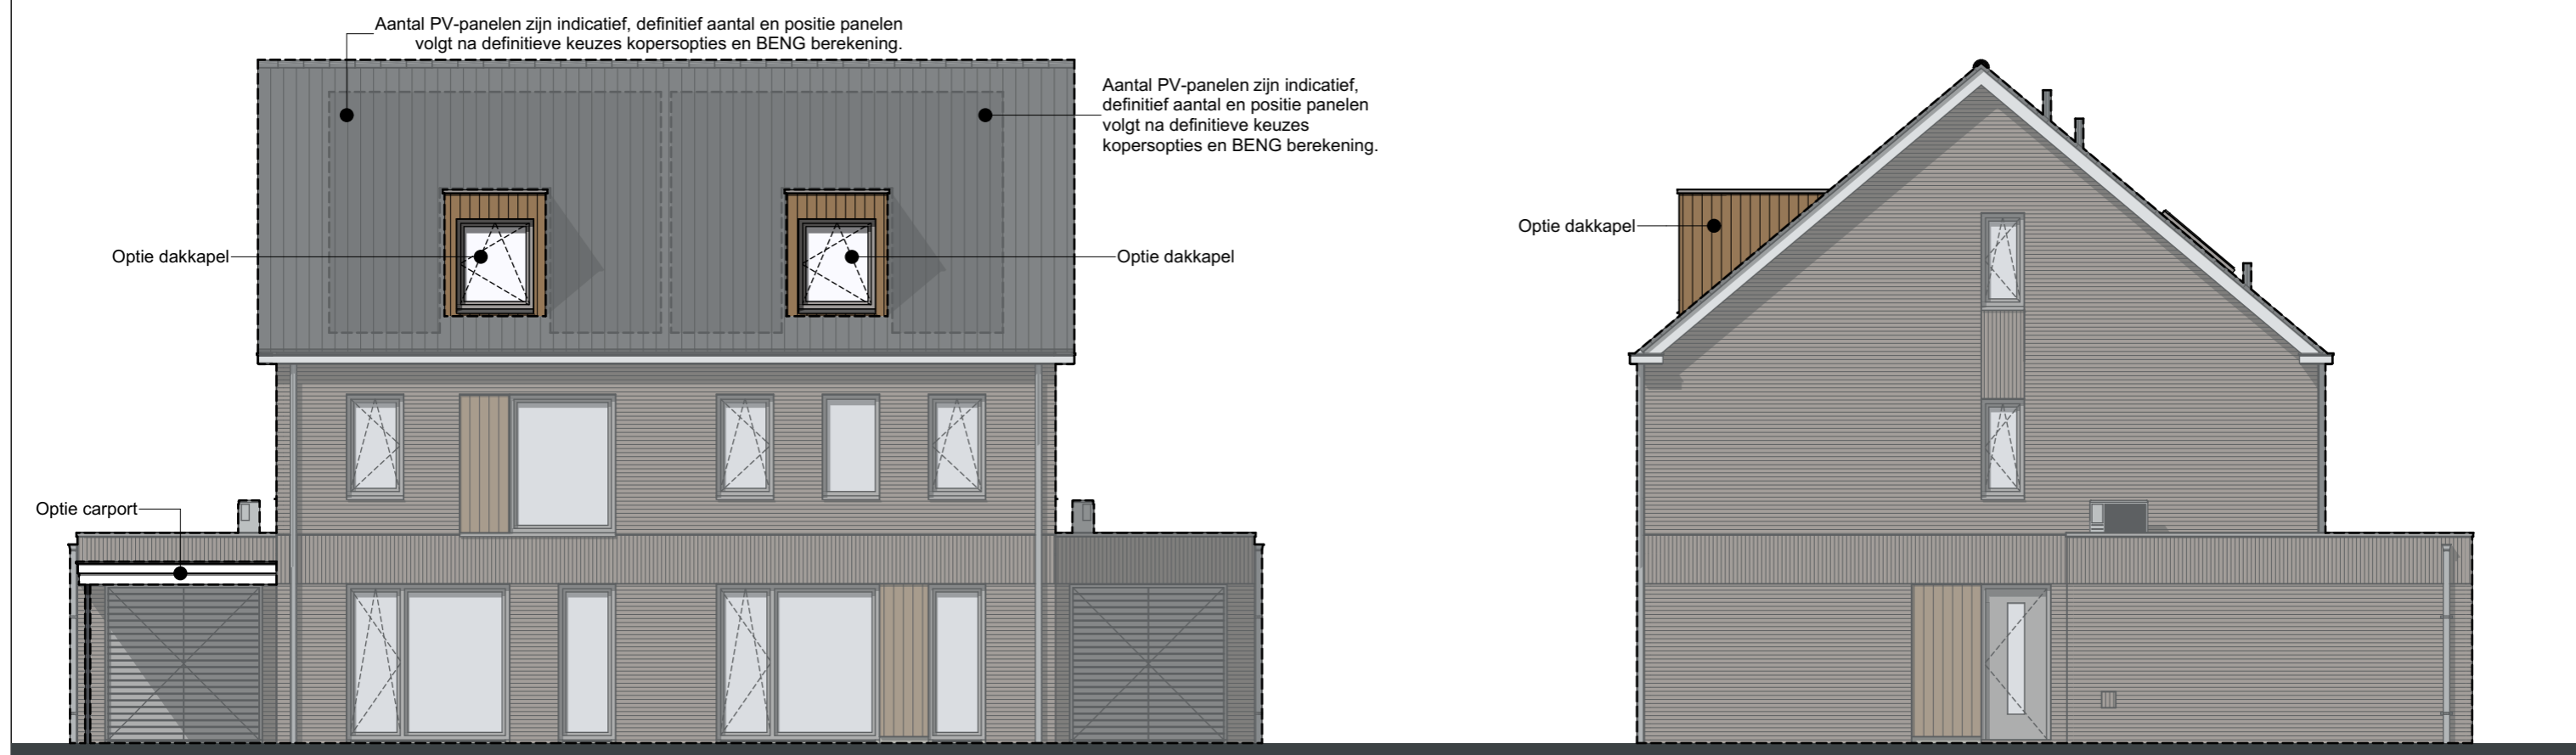 Aantal PV-panelen zijn indicatief, definitief aantal en positie panelen
volgt na definitieve keuzes kopersopties en BENG berekening.
Aantal PV-panelen zijn indicatief,
definitief aantal en positie panelen
volgt na definitieve keuzes
kopersopties en BENG berekening.
Optie dakkapel
Optie dakkapel
Optie dakkapel
Optie carport